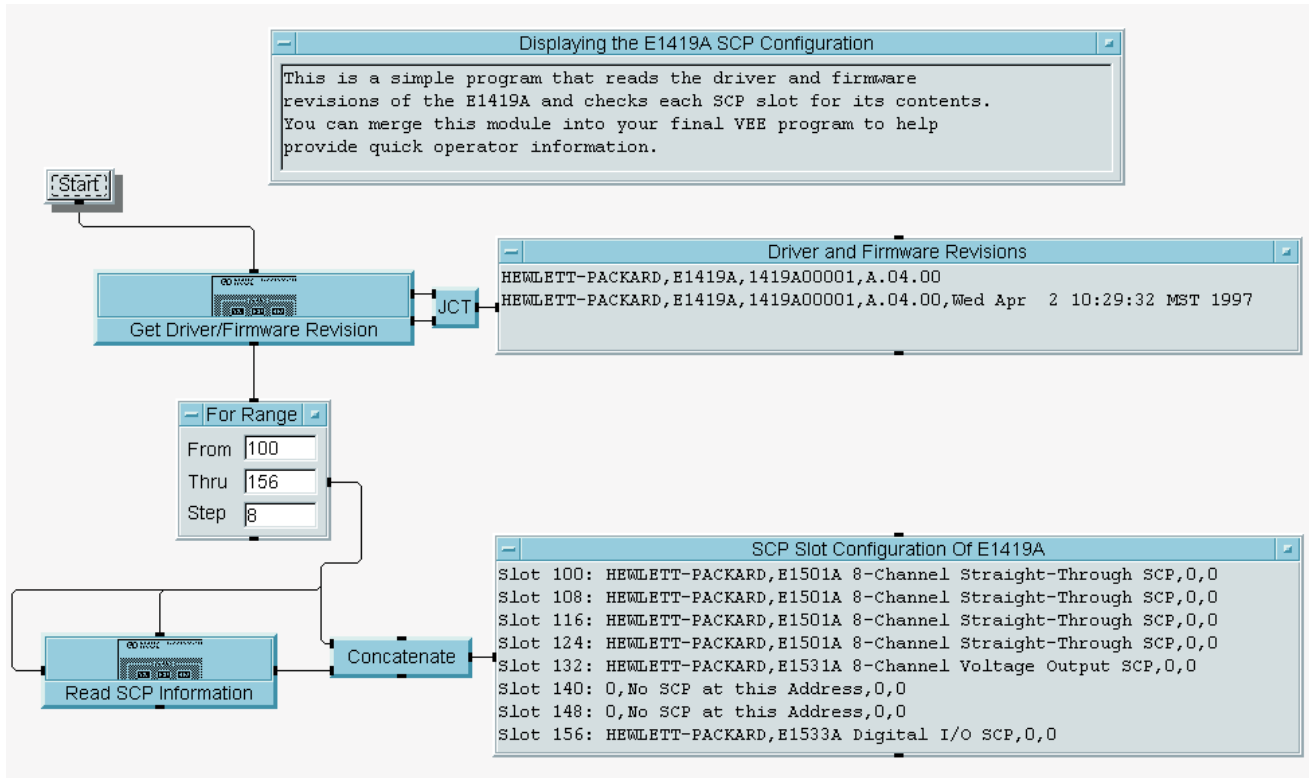 Displaying the E1419A SCP Configuration
This is a simple program that reads the driver and firmware
revisions of the E1419A and checks each SCP slot for its contents.
You can merge this module into your final VEE program to help
provide quick operator information.
Start
Driver and Firmware Revisions
HEWLETT-PACKARD,E1419A,1419A00001,A.04.00
HEWLETT-PACKARD,E1419A,1419A00001,A.04.00,Wed Apr  2 10:29:32 MST 1997
JCT
Get Driver/Firmware Revision
For Range
From 100
Thru 156
Step 8
SCP Slot Configuration Of E1419A
Slot 100: HEWLETT-PACKARD,E1501A 8-Channel Straight-Through SCP,0,0
Slot 108: HEWLETT-PACKARD,E1501A 8-Channel Straight-Through SCP,0,0
Slot 116: HEWLETT-PACKARD,E1501A 8-Channel Straight-Through SCP,0,0
Slot 124: HEWLETT-PACKARD,E1501A 8-Channel Straight-Through SCP,0,0
Slot 132: HEWLETT-PACKARD,E1531A 8-Channel Voltage Output SCP,0,0
Slot 140: 0,No SCP at this Address,0,0
Slot 148: 0,No SCP at this Address,0,0
Slot 156: HEWLETT-PACKARD,E1533A Digital I/O SCP,0,0
Concatenate
Read SCP Information